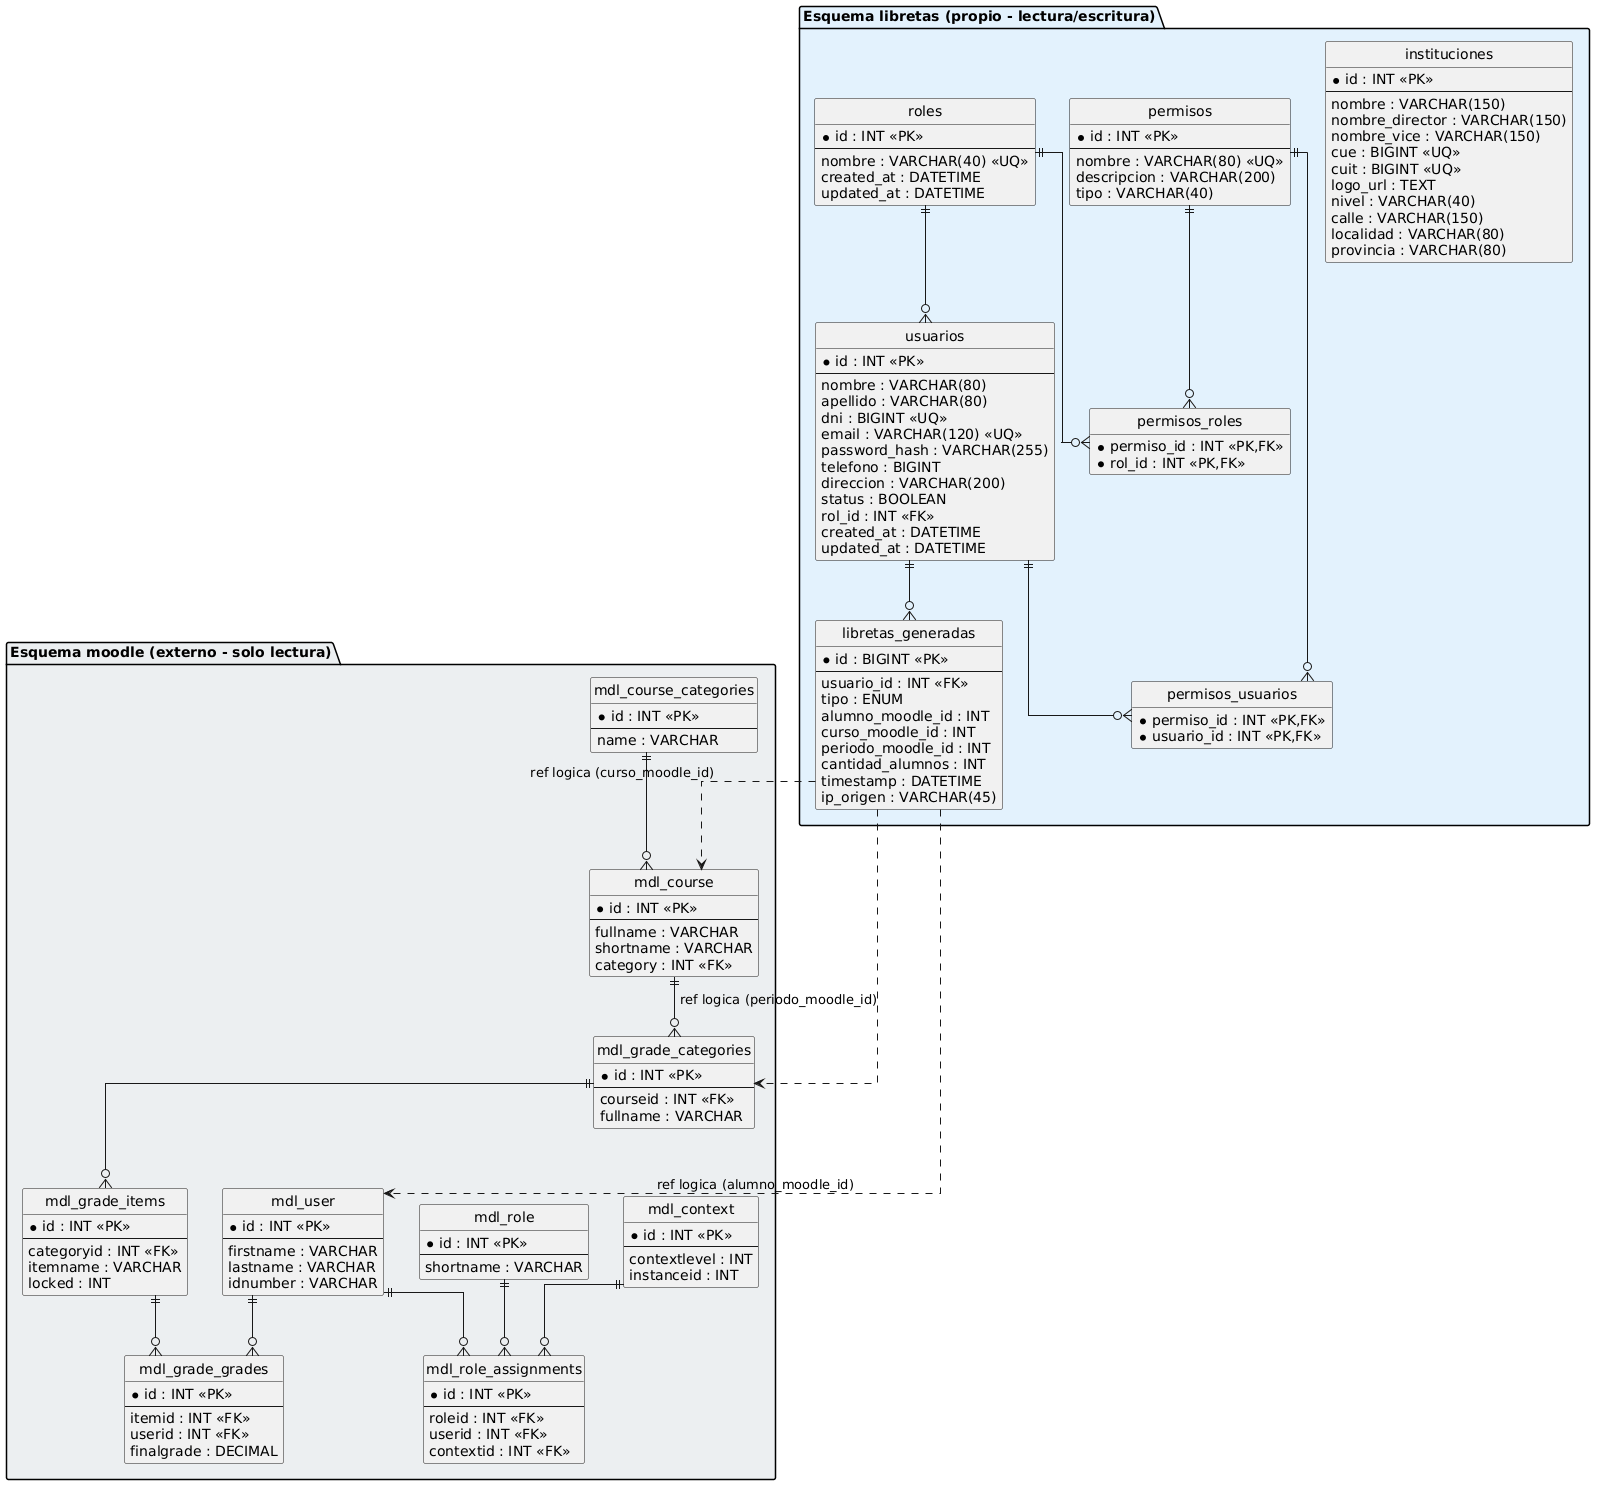 Esquema libretas (propio - lectura/escritura)
instituciones
id : INT «PK»
nombre : VARCHAR(150)
nombre_director : VARCHAR(150)
nombre_vice : VARCHAR(150)
cue : BIGINT «UQ»
cuit : BIGINT «UQ»
logo_url : TEXT
nivel : VARCHAR(40)
calle : VARCHAR(150)
localidad : VARCHAR(80)
provincia : VARCHAR(80)
roles
id : INT «PK»
nombre : VARCHAR(40) «UQ»
created_at : DATETIME
updated_at : DATETIME
permisos
id : INT «PK»
nombre : VARCHAR(80) «UQ»
descripcion : VARCHAR(200)
tipo : VARCHAR(40)
usuarios
id : INT «PK»
nombre : VARCHAR(80)
apellido : VARCHAR(80)
dni : BIGINT «UQ»
email : VARCHAR(120) «UQ»
password_hash : VARCHAR(255)
telefono : BIGINT
direccion : VARCHAR(200)
status : BOOLEAN
rol_id : INT «FK»
created_at : DATETIME
updated_at : DATETIME
permisos_roles
permiso_id : INT «PK,FK»
rol_id : INT «PK,FK»
libretas_generadas
id : BIGINT «PK»
usuario_id : INT «FK»
tipo : ENUM
alumno_moodle_id : INT
curso_moodle_id : INT
periodo_moodle_id : INT
cantidad_alumnos : INT
timestamp : DATETIME
ip_origen : VARCHAR(45)
permisos_usuarios
permiso_id : INT «PK,FK»
usuario_id : INT «PK,FK»
Esquema moodle (externo - solo lectura)
mdl_course_categories
id : INT «PK»
name : VARCHAR
ref logica (curso_moodle_id)
mdl_course
id : INT «PK»
fullname : VARCHAR
shortname : VARCHAR
category : INT «FK»
ref logica (periodo_moodle_id)
mdl_grade_categories
id : INT «PK»
courseid : INT «FK»
fullname : VARCHAR
ref logica (alumno_moodle_id)
mdl_grade_items
id : INT «PK»
categoryid : INT «FK»
itemname : VARCHAR
locked : INT
mdl_user
id : INT «PK»
firstname : VARCHAR
lastname : VARCHAR
idnumber : VARCHAR
mdl_role
id : INT «PK»
shortname : VARCHAR
mdl_context
id : INT «PK»
contextlevel : INT
instanceid : INT
mdl_grade_grades
id : INT «PK»
itemid : INT «FK»
userid : INT «FK»
finalgrade : DECIMAL
mdl_role_assignments
id : INT «PK»
roleid : INT «FK»
userid : INT «FK»
contextid : INT «FK»